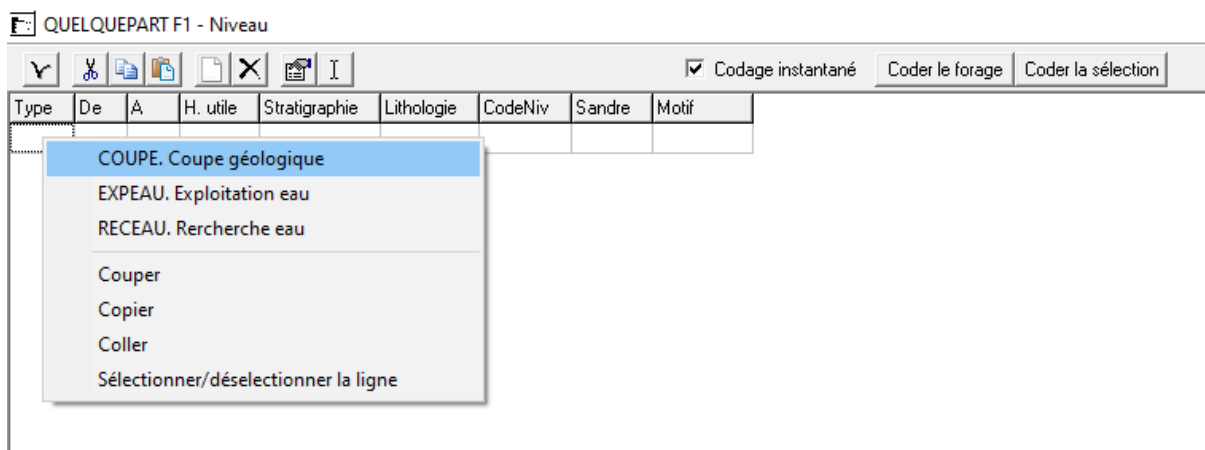 QUELQUEPART F1 - Niveau
Codage instantané Coder le forage Coder la sélection
Type De A H. utile Stratigraphie Lithologie CodeNiv Sandre Motif
COUPE. Coupe géologique
EXPEAU. Exploitation eau
RECEAU. Rercherche eau
Couper
Copier
Coller
Sélectionner/déselectionner la ligne